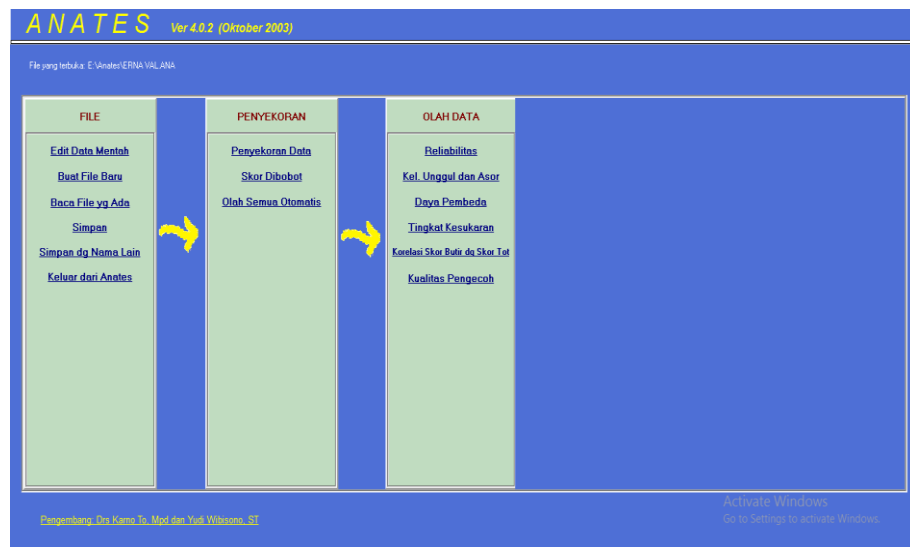 ANATES Ver 4.0.2 (Oktober 2003)
File yang terbuka: E:\Anates\ERNA VAL.ANA
FILE
Edit Data Mentah
Buat File Baru
Baca File yg Ada
Simpan
Simpan dg Nama Lain
Keluar dari Anates
PENYEKORAN
Penyekoran Data
Skor Dibobot
Olah Semua Otomatis
OLAH DATA
Reliabilitas
Kel. Unggul dan Asor
Daya Pembeda
Tingkat Kesukaran
Korelasi Skor Butir dg Skor Tot
Kualitas Pengecoh
Pengembang: Drs Karno To, Mpd dan Yudi Wibisono, ST
Activate Windows
Go to Settings to activate Windows.